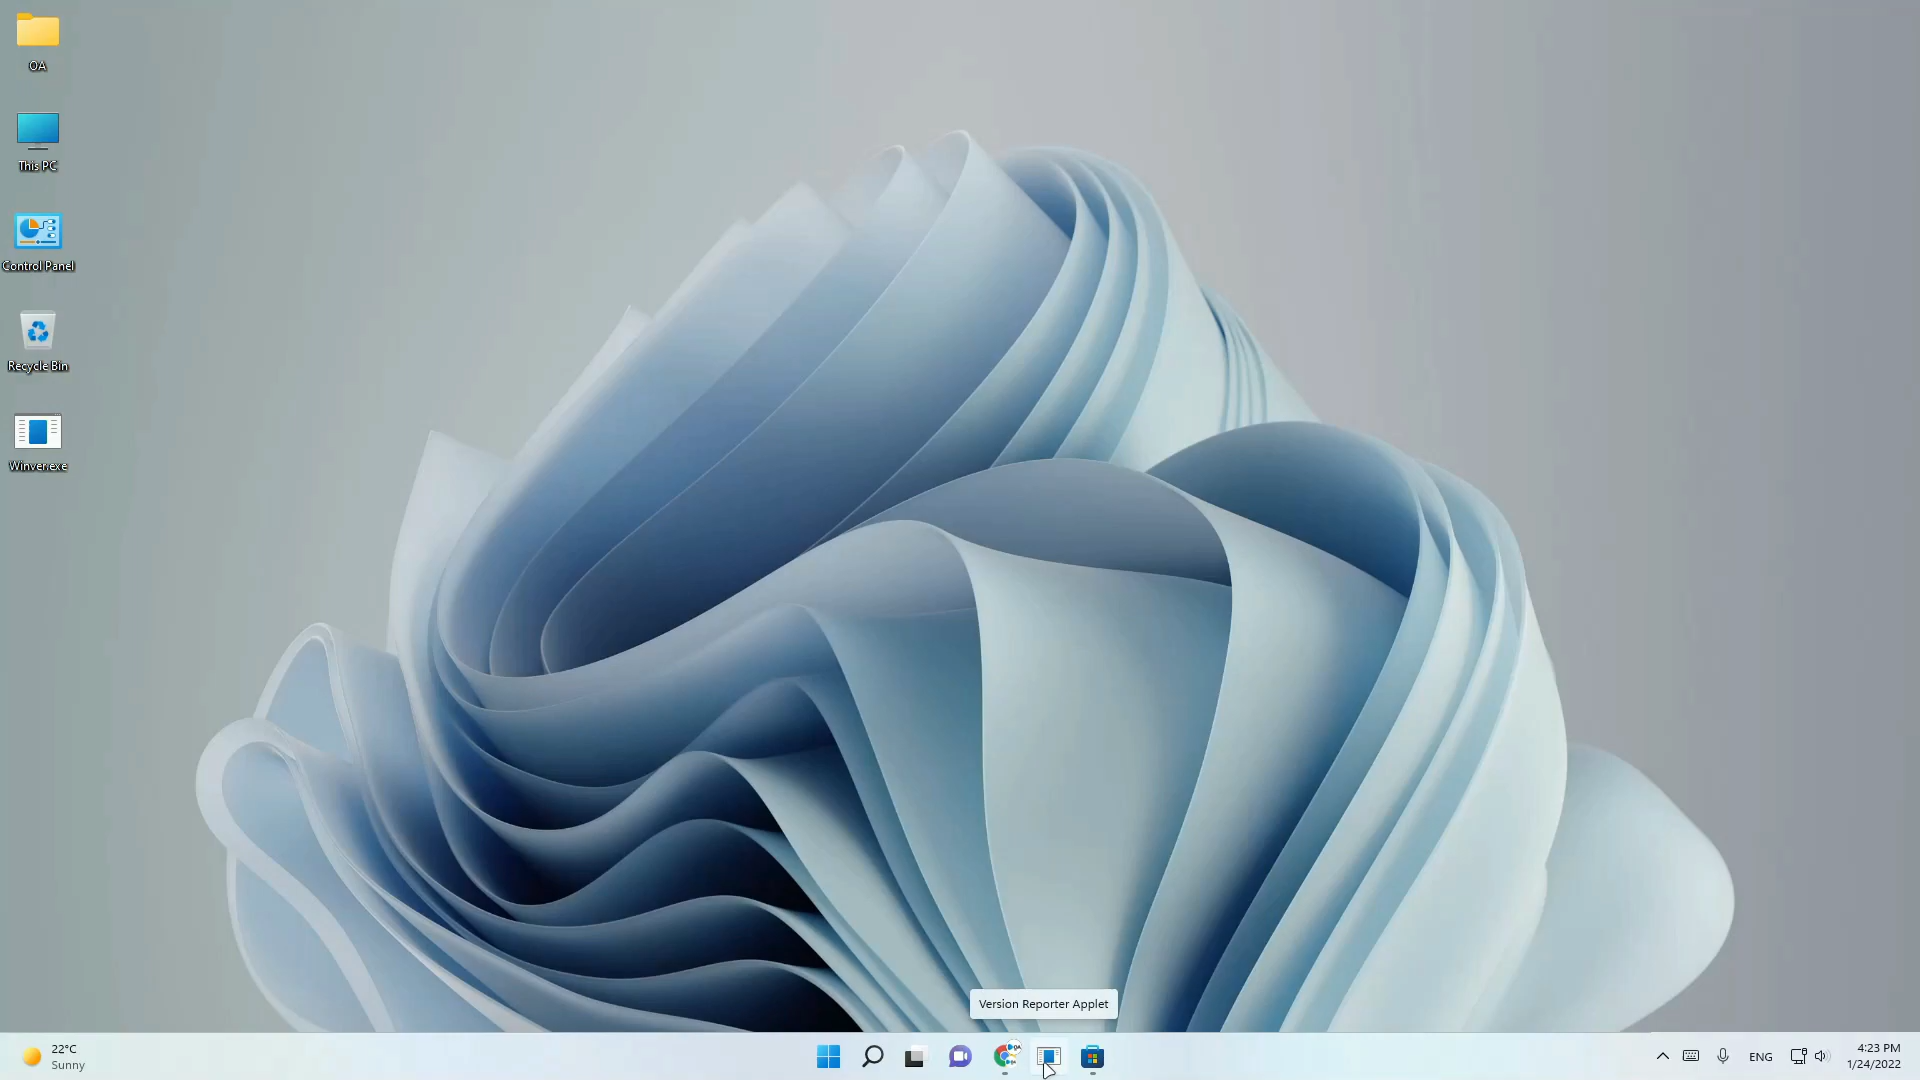 OA
This PC
Control Panel
Recycle Bin
Winver.exe
Version Reporter Applet
22°C
Sunny
ENG
4:23 PM
1/24/2022